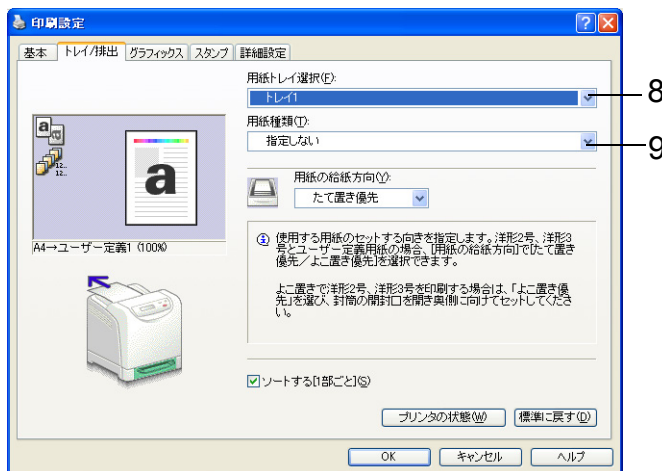 印刷設定
基本 トレイ/排出 グラフィックス スタンプ 詳細設定
用紙トレイ選択(F):
トレイ1
8
用紙種類(T):
指定しない
9
用紙の給紙方向(Y):
たて置き優先
A4→ユーザー定義1 (100%)
使用する用紙のセットする向きを指定します。洋形2号、洋形3
号とユーザー定義用紙の場合、[用紙の給紙方向]で[たて置き
優先/よこ置き優先]を選択できます。
よこ置きで洋形2号、洋形3号を印刷する場合は、「よこ置き優
先」を選び、封筒の開封口を開き奥側に向けてセットしてくださ
い。
ソートする[1部ごと](S)
プリンタの状態(W) 標準に戻す(D)
OK キャンセル ヘルプ